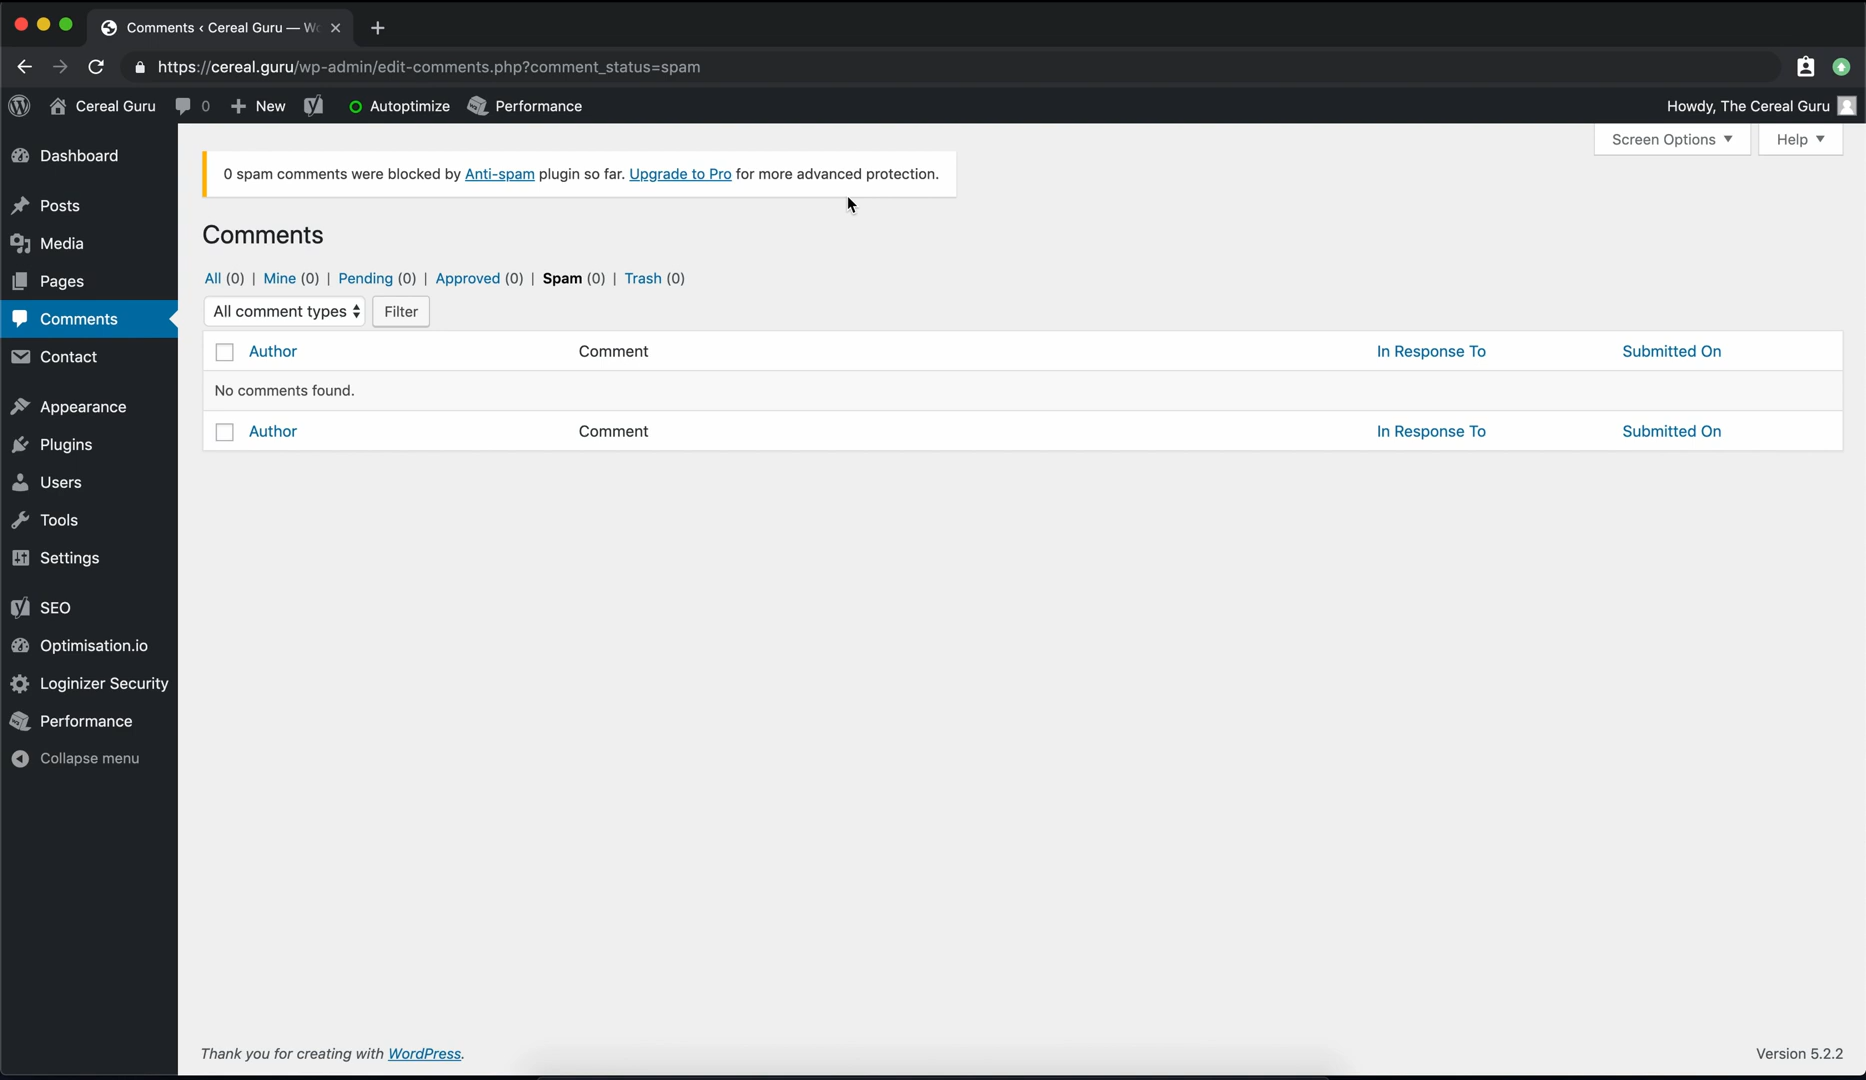 Comments ‹ Cereal Guru — Wo
https://cereal.guru/wp-admin/edit-comments.php?comment_status=spam
Cereal Guru 0 New Autoptimize Performance Howdy, The Cereal Guru
Screen Options Help
Dashboard
Posts
Media
Pages
Comments
Contact
Appearance
Plugins
Users
Tools
Settings
SEO
Optimisation.io
Loginizer Security
Performance
Collapse menu
0 spam comments were blocked by Anti-spam plugin so far. Upgrade to Pro for more advanced protection.
Comments
All (0) | Mine (0) | Pending (0) | Approved (0) | Spam (0) | Trash (0)
All comment types Filter
Author Comment In Response To Submitted On
No comments found.
Author Comment In Response To Submitted On
Thank you for creating with WordPress. Version 5.2.2